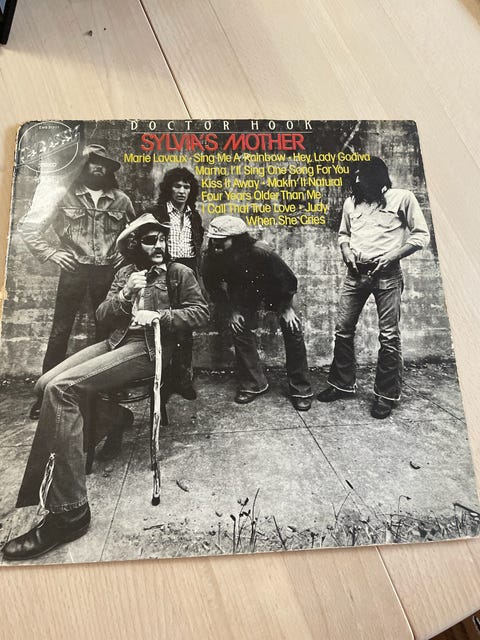 DOCTOR HOOK
SYLVIA'S MOTHER
Marie Lavaux - Sing Me A Rainbow - Hey, Lady Godiva
Mama, I'll Sing One Song For You
Kiss It Away - Makin' It Natural
Four Years Older Than Me
I Call That True Love - Judy
When She Cries